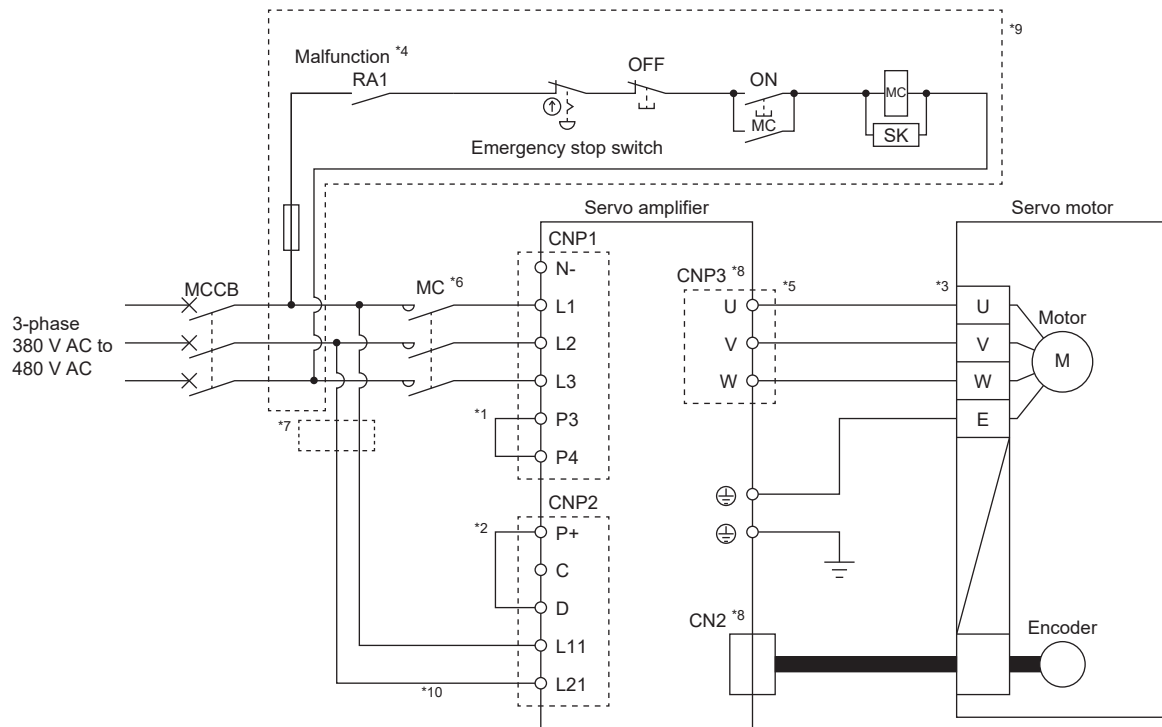 *9
Malfunction *4
RA1
OFF
ON
MC
MC
SK
Emergency stop switch
Servo amplifier
Servo motor
CNP1
N-
CNP3 *8
MCCB
MC *6
L1
U
*5
*3
U
Motor
3-phase
380 V AC to
480 V AC
L2
V
V
M
L3
W
W
*1
P3
E
*7
P4
CNP2
*2
P+
C
D
CN2 *8
Encoder
L11
*10
L21